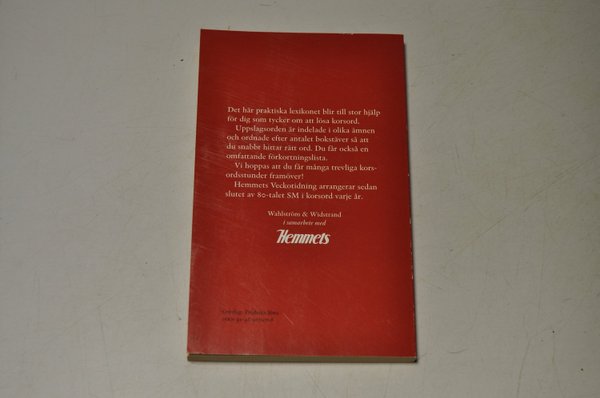 Det här praktiska lexikonet blir till stor hjälp
för dig som tycker om att lösa korsord.
Uppslagsorden är indelade i olika ämnen
och ordnade efter antalet bokstäver så att
du snabbt hittar rätt ord. Du får också en
omfattande förkortningslista.
Vi hoppas att du får många trevliga kors-
ordsstunder framöver!
Hemmets Veckotidning arrangerar sedan
slutet av 80-talet SM i korsord varje år.
Wahlström & Widstrand
i samarbete med
Hemmets